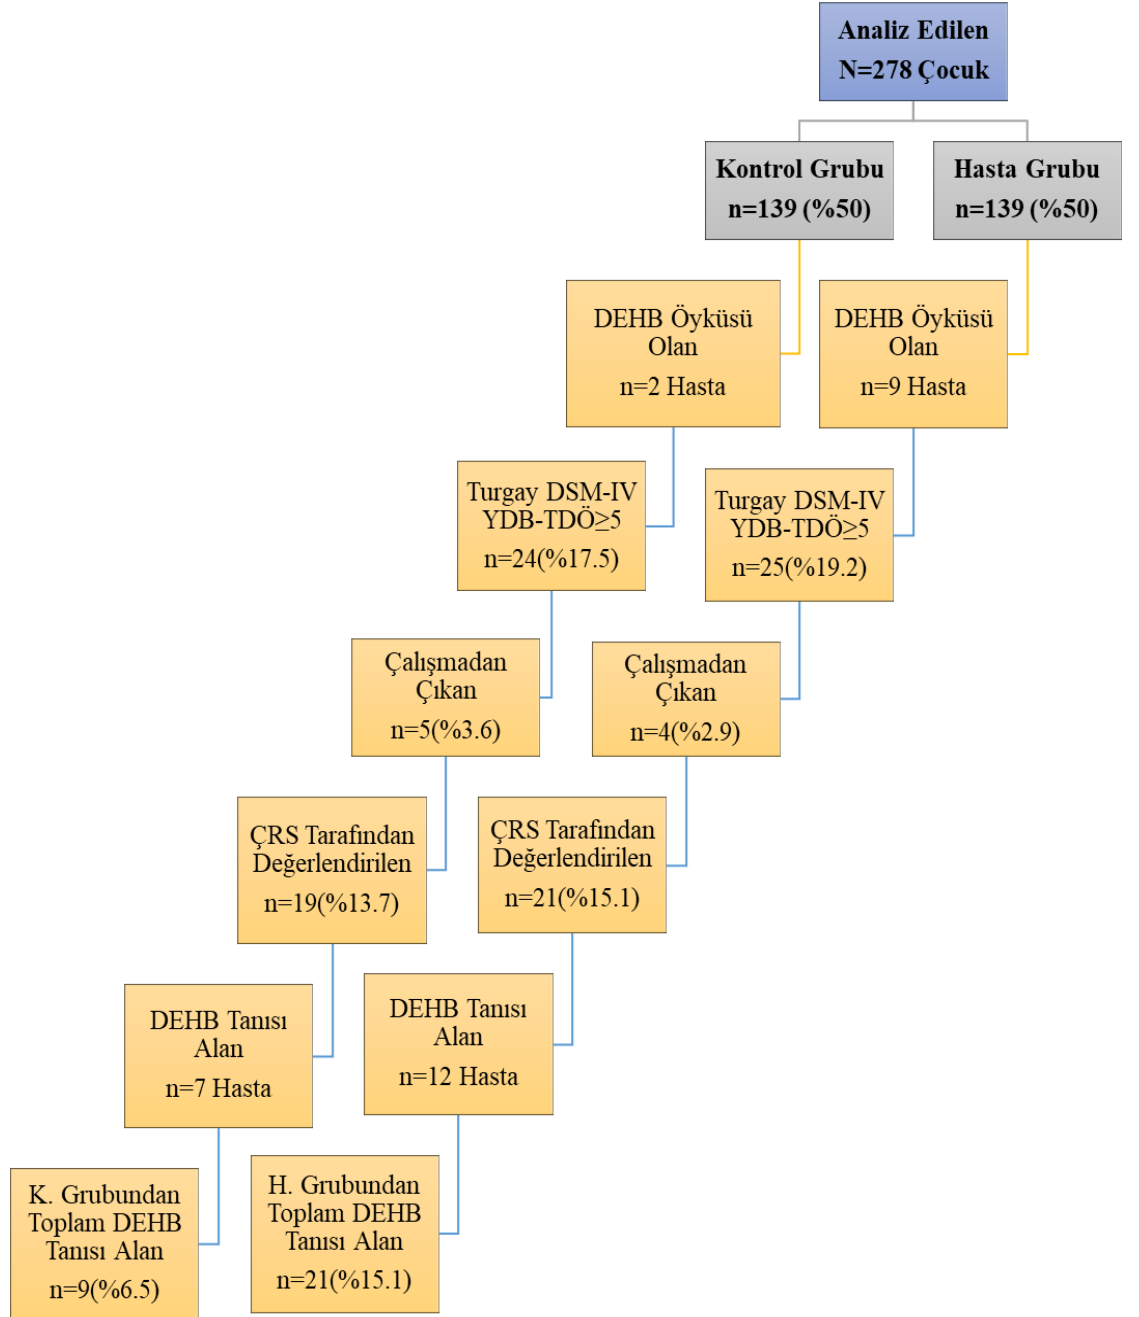 Analiz Edilen
N=278 Çocuk
Kontrol Grubu
n=139 (%50)
Hasta Grubu
n=139 (%50)
DEHB Öyküsü
Olan
n=2 Hasta
DEHB Öyküsü
Olan
n=9 Hasta
Turgay DSM-IV
YDB-TDÖ≥5
n=24(%17.5)
Turgay DSM-IV
YDB-TDÖ≥5
n=25(%19.2)
Çalışmadan
Çıkan
n=5(%3.6)
Çalışmadan
Çıkan
n=4(%2.9)
ÇRS Tarafından
Değerlendirilen
n=19(%13.7)
ÇRS Tarafından
Değerlendirilen
n=21(%15.1)
DEHB Tanısı
Alan
n=7 Hasta
DEHB Tanısı
Alan
n=12 Hasta
K. Grubundan
Toplam DEHB
Tanısı Alan
n=9(%6.5)
H. Grubundan
Toplam DEHB
Tanısı Alan
n=21(%15.1)